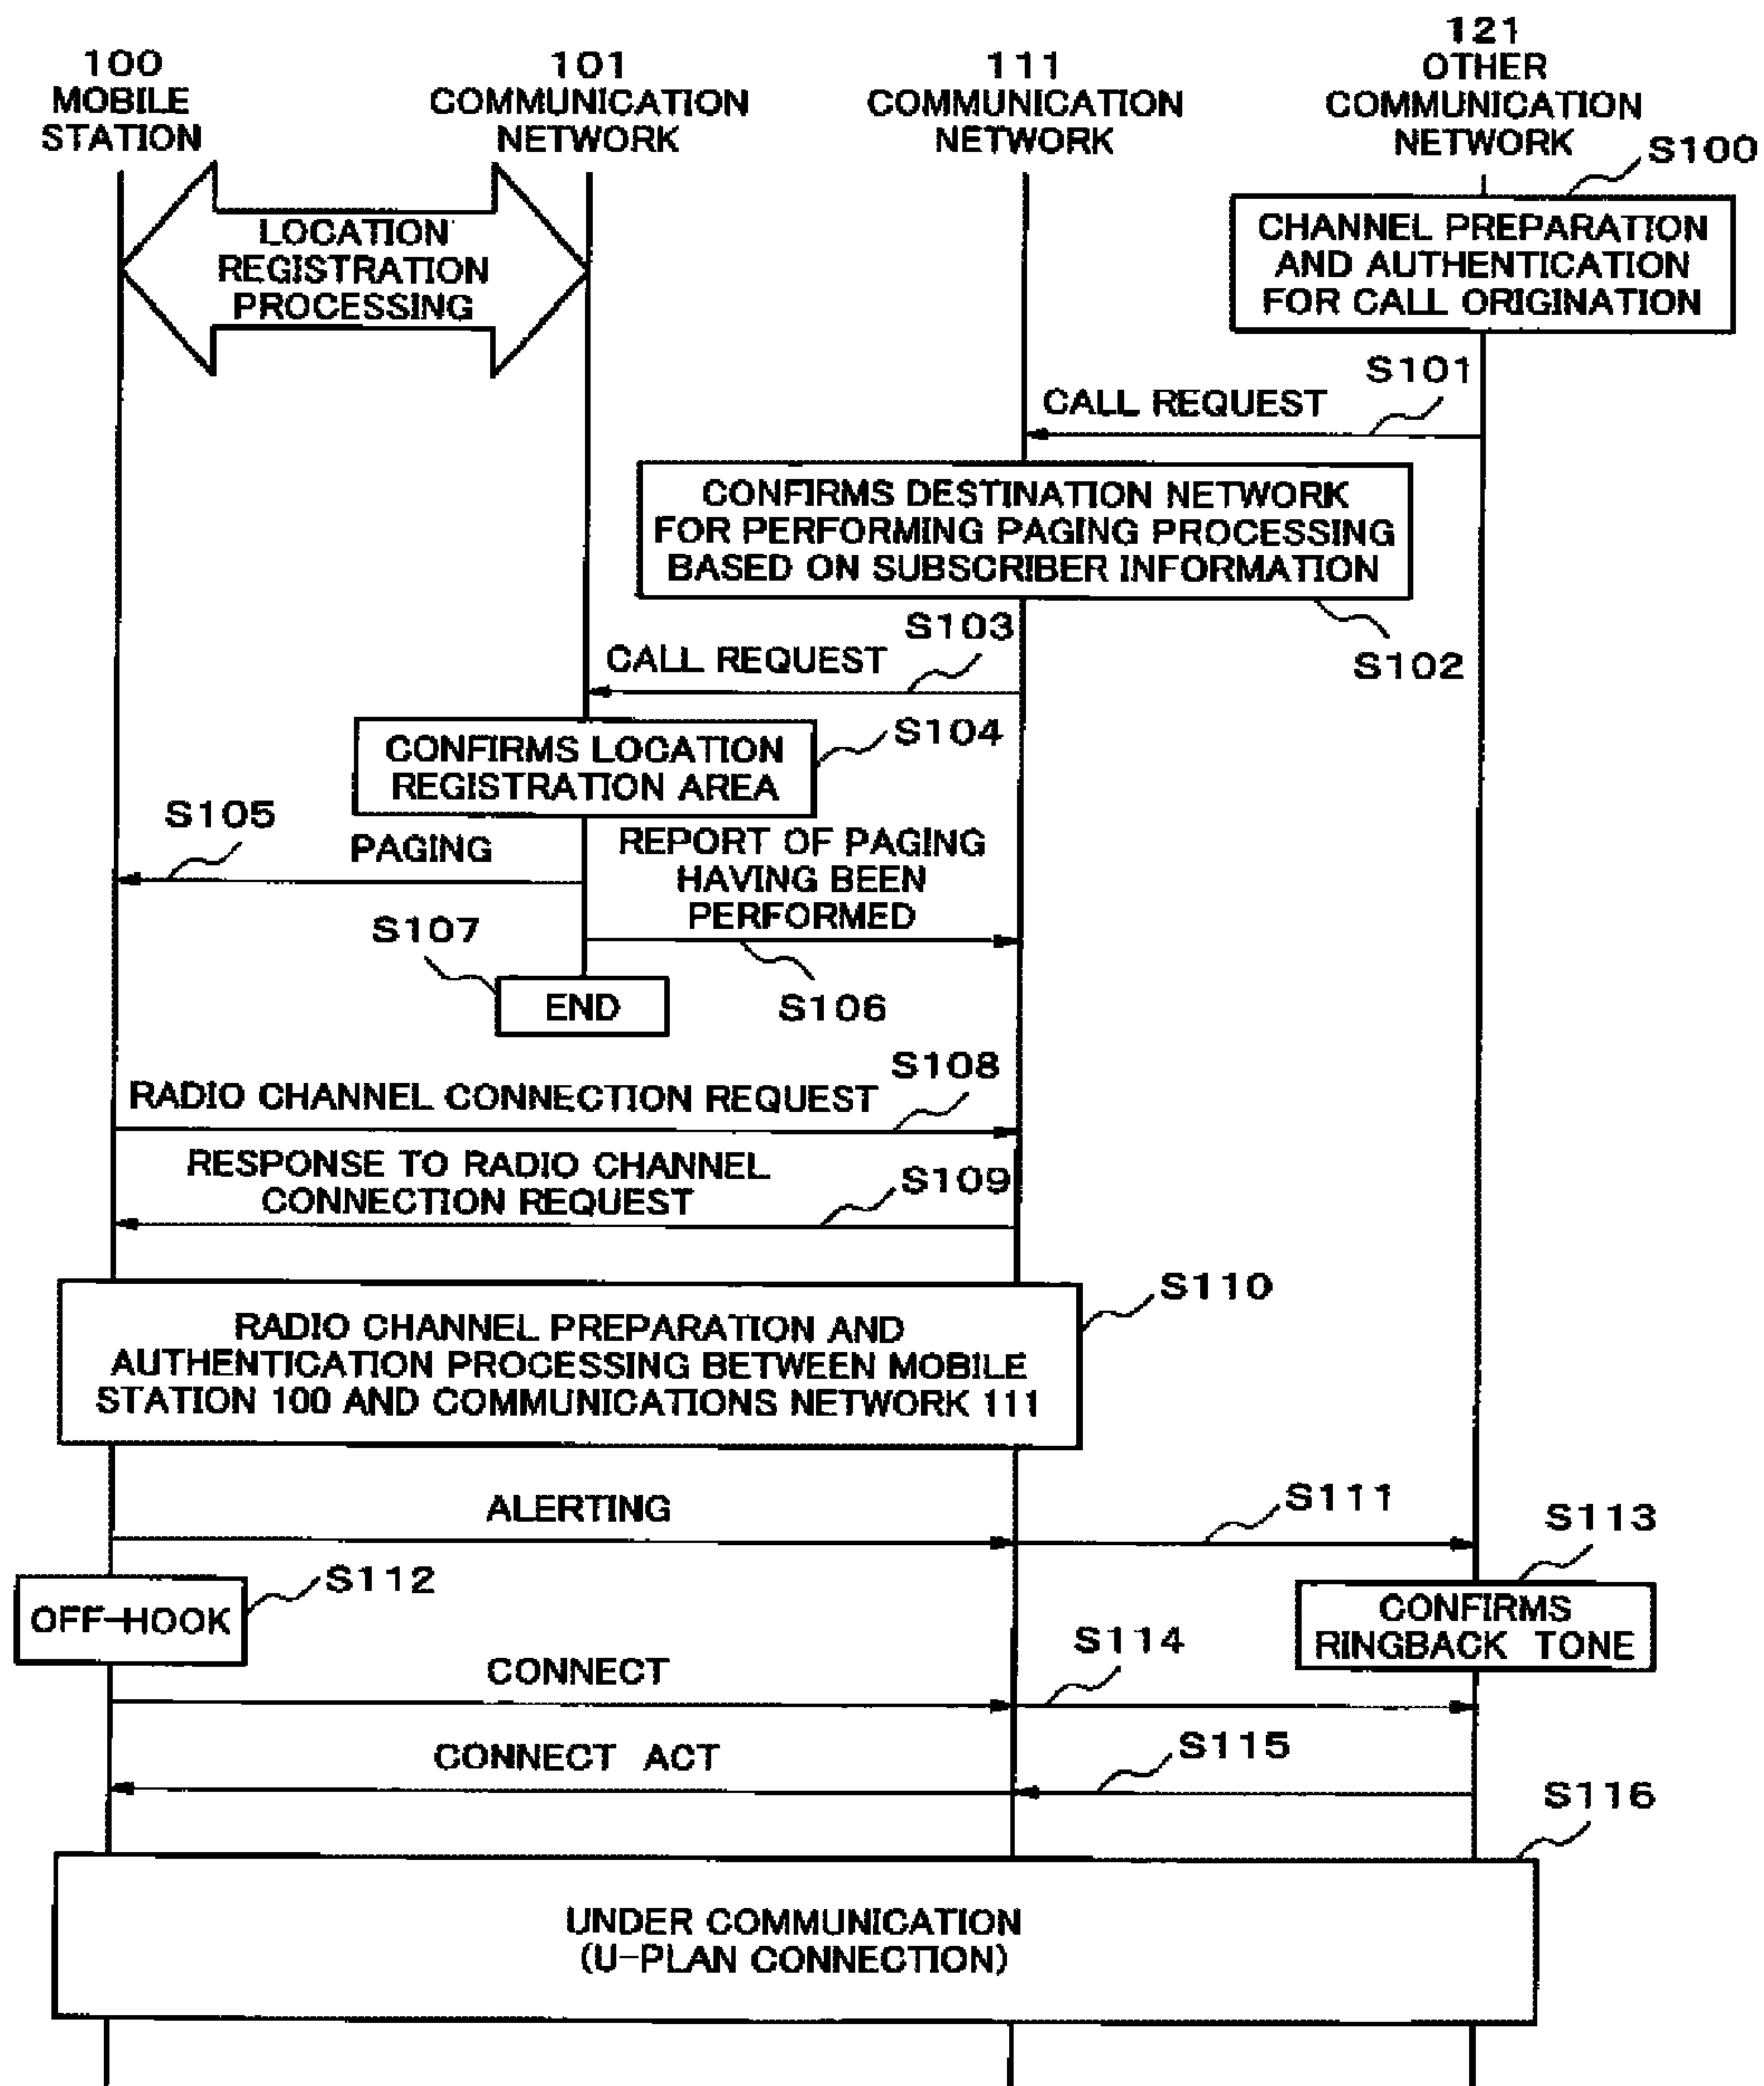 100
MOBILE
STATION
101
COMMUNICATION
NETWORK
111
COMMUNICATION
NETWORK
121
OTHER
COMMUNICATION
NETWORK
S100
LOCATION
REGISTRATION
PROCESSING
CHANNEL PREPARATION
AND AUTHENTICATION
FOR CALL ORIGINATION
S101
CALL REQUEST
CONFIRMS DESTINATION NETWORK
FOR PERFORMING PAGING PROCESSING
BASED ON SUBSCRIBER INFORMATION
S102
S103
CALL REQUEST
CONFIRMS LOCATION
REGISTRATION AREA
S104
S105
PAGING
REPORT OF PAGING
HAVING BEEN
PERFORMED
S106
S107
END
S108
RADIO CHANNEL CONNECTION REQUEST
RESPONSE TO RADIO CHANNEL
CONNECTION REQUEST
S109
S110
RADIO CHANNEL PREPARATION AND
AUTHENTICATION PROCESSING BETWEEN MOBILE
STATION 100 AND COMMUNICATIONS NETWORK 111
ALERTING
S111
S113
S112
OFF-HOOK
CONFIRMS
RINGBACK TONE
CONNECT
S114
CONNECT ACT
S115
S116
UNDER COMMUNICATION
(U-PLAN CONNECTION)